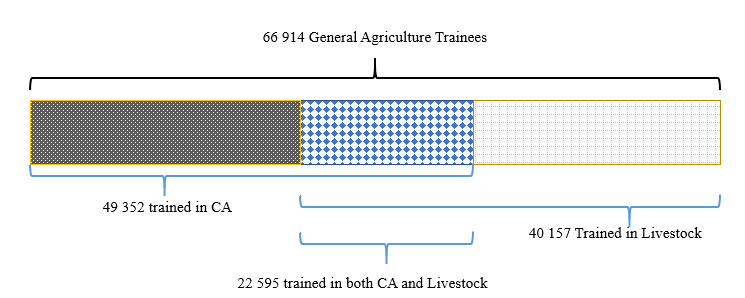 66 914 General Agriculture Trainees
49 352 trained in CA
40 157 Trained in Livestock
22 595 trained in both CA and Livestock